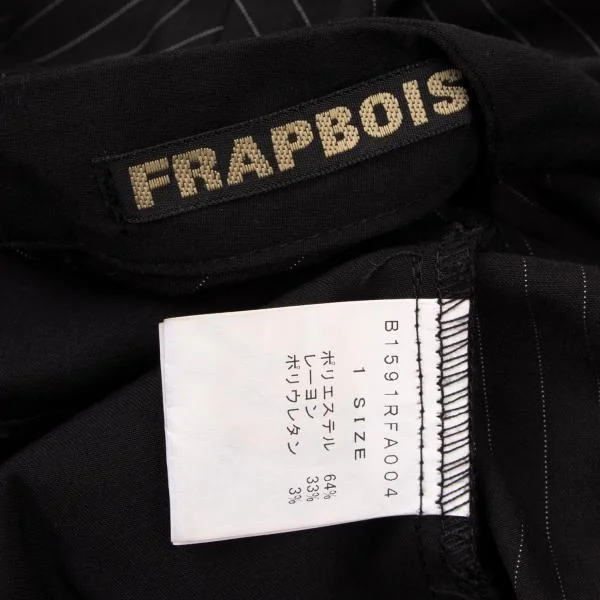 FRAPBOIS
B1591RFA004
1 SIZE
ポリエステル 64%
レーヨン 33%
ポリウレタン 3%